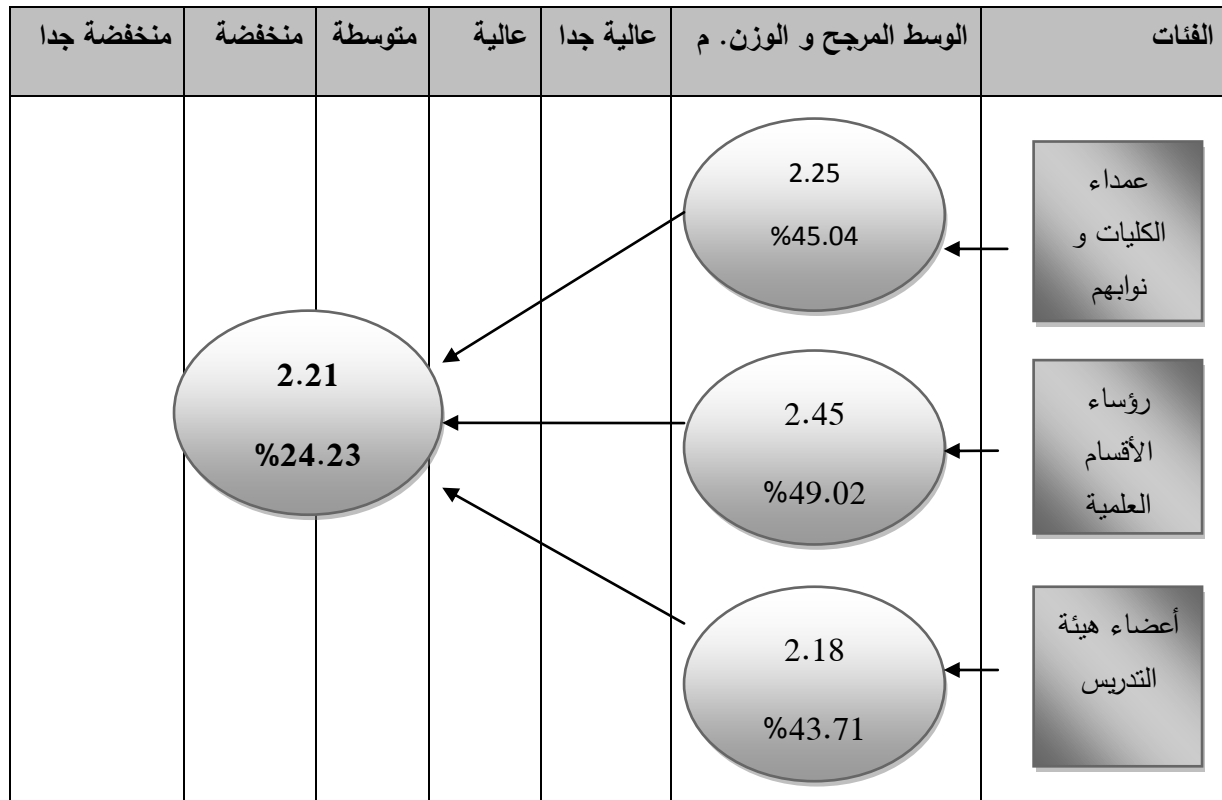 الفئات
الوسط المرجح و الوزن. م
عالية جدا
عالية
متوسطة
منخفضة
منخفضة جدا
عمداء
الكليات و
نوابهم
2.25
%45.04
رؤساء
الأقسام
العلمية
2.45
%49.02
أعضاء هيئة
التدريس
2.18
%43.71
2.21
%24.23